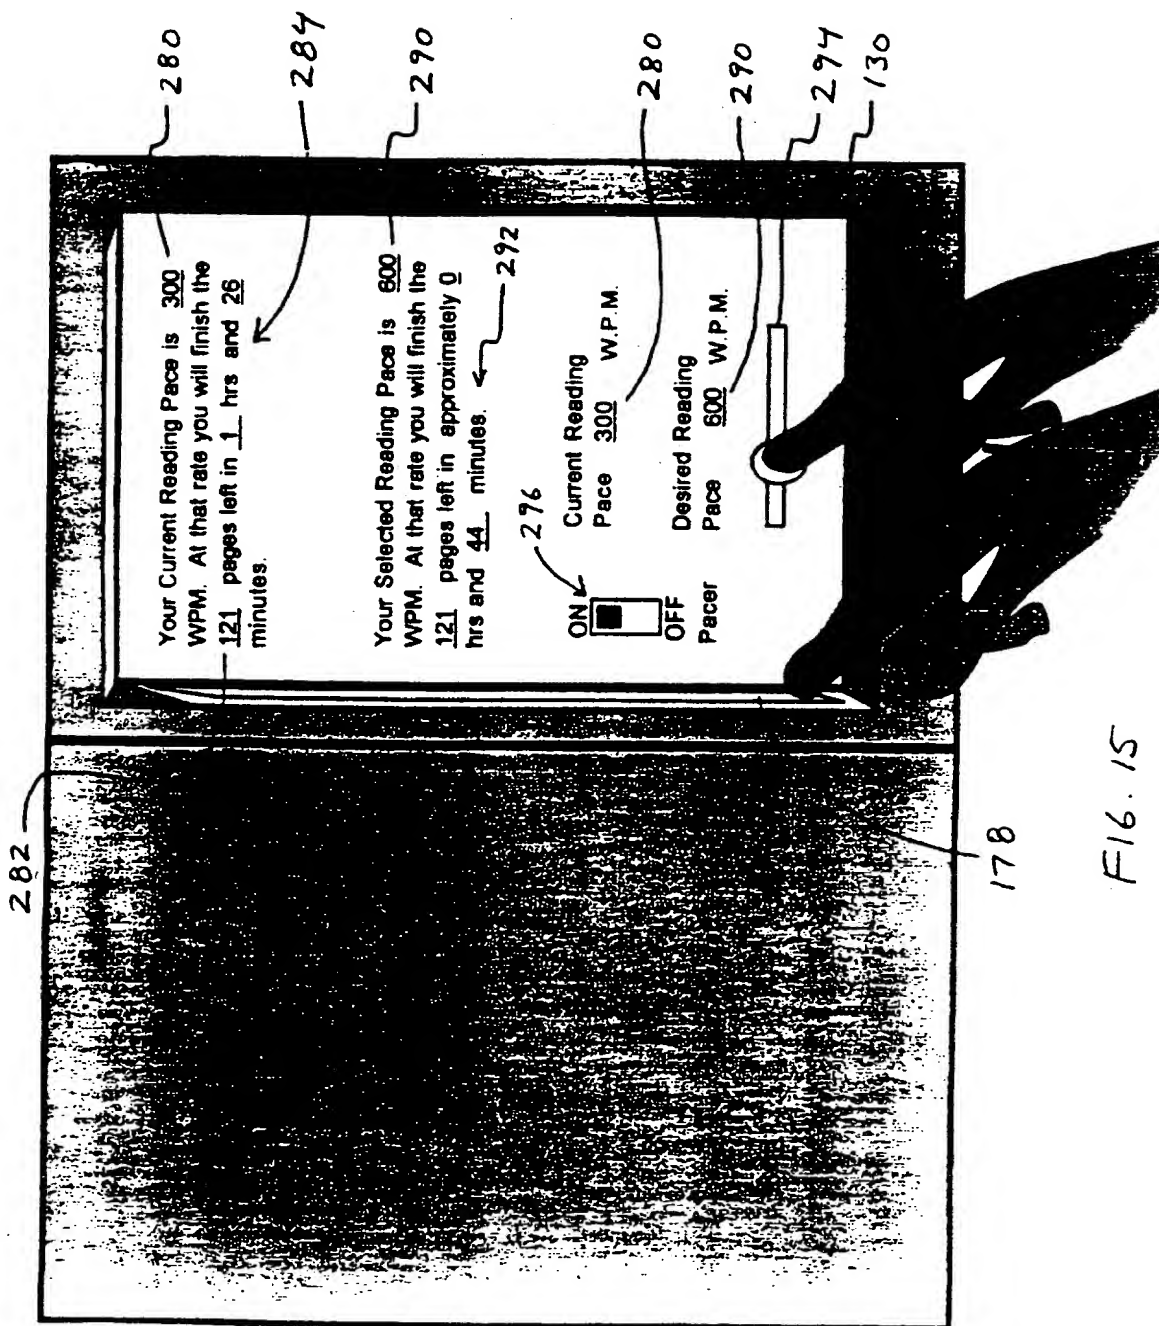 282
Your Current Reading Pace is 300
WPM. At that rate you will finish the
121 pages left in 1 hrs and 26
minutes.
280
284
Your Selected Reading Pace is 600
WPM. At that rate you will finish the
121 pages left in approximately 0
hrs and 44 minutes.
290
292
296
ON
OFF
Pacer
Current Reading
Pace 300 W.P.M.
280
Desired Reading
Pace 600 W.P.M.
290
294
130
178
FIG. 15